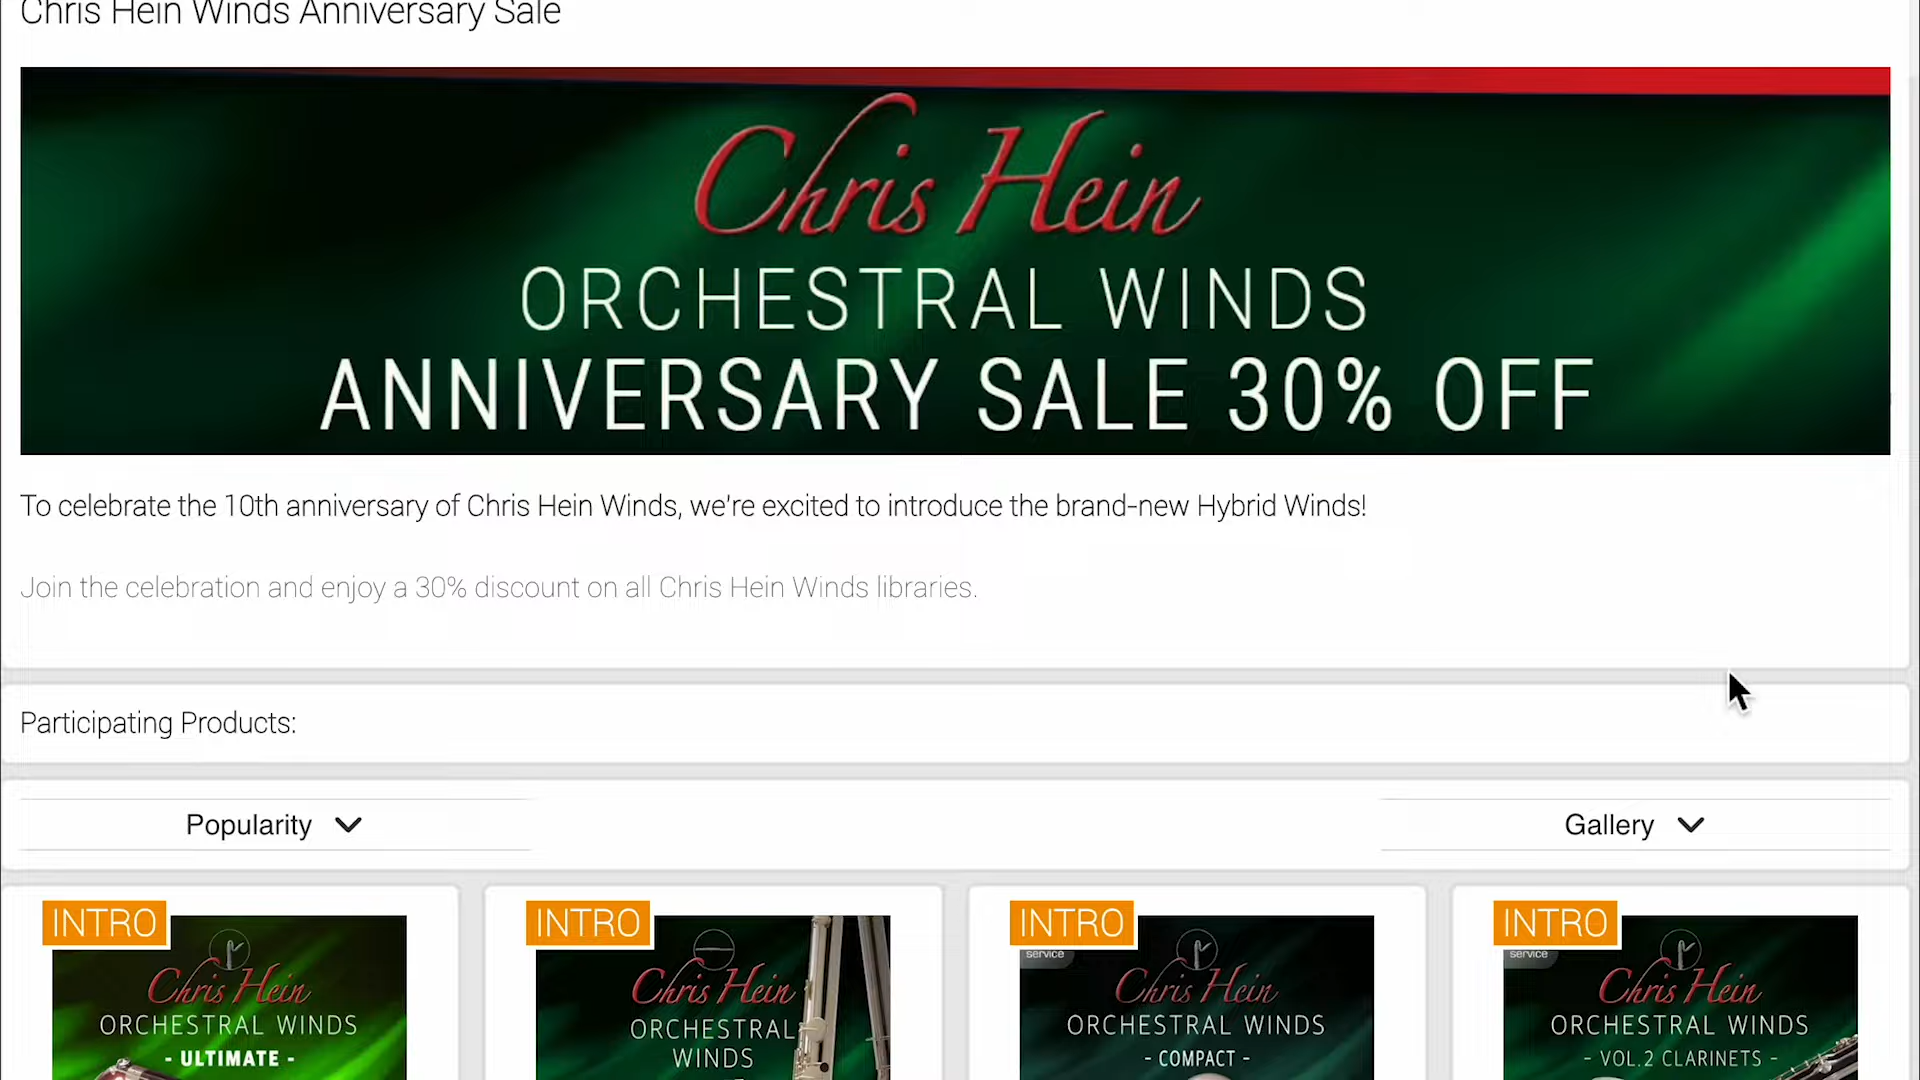 Chris Hein Winds Anniversary Sale
Chris Hein
ORCHESTRAL WINDS
ANNIVERSARY SALE 30% OFF
To celebrate the 10th anniversary of Chris Hein Winds, we're excited to introduce the brand-new Hybrid Winds!
Join the celebration and enjoy a 30% discount on all Chris Hein Winds libraries.
Participating Products:
Popularity
Gallery
INTRO
Chris Hein
ORCHESTRAL WINDS
- ULTIMATE -
INTRO
Chris Hein
ORCHESTRAL
WINDS
INTRO
service
Chris Hein
ORCHESTRAL WINDS
- COMPACT -
INTRO
service
Chris Hein
ORCHESTRAL WINDS
- VOL.2 CLARINETS -